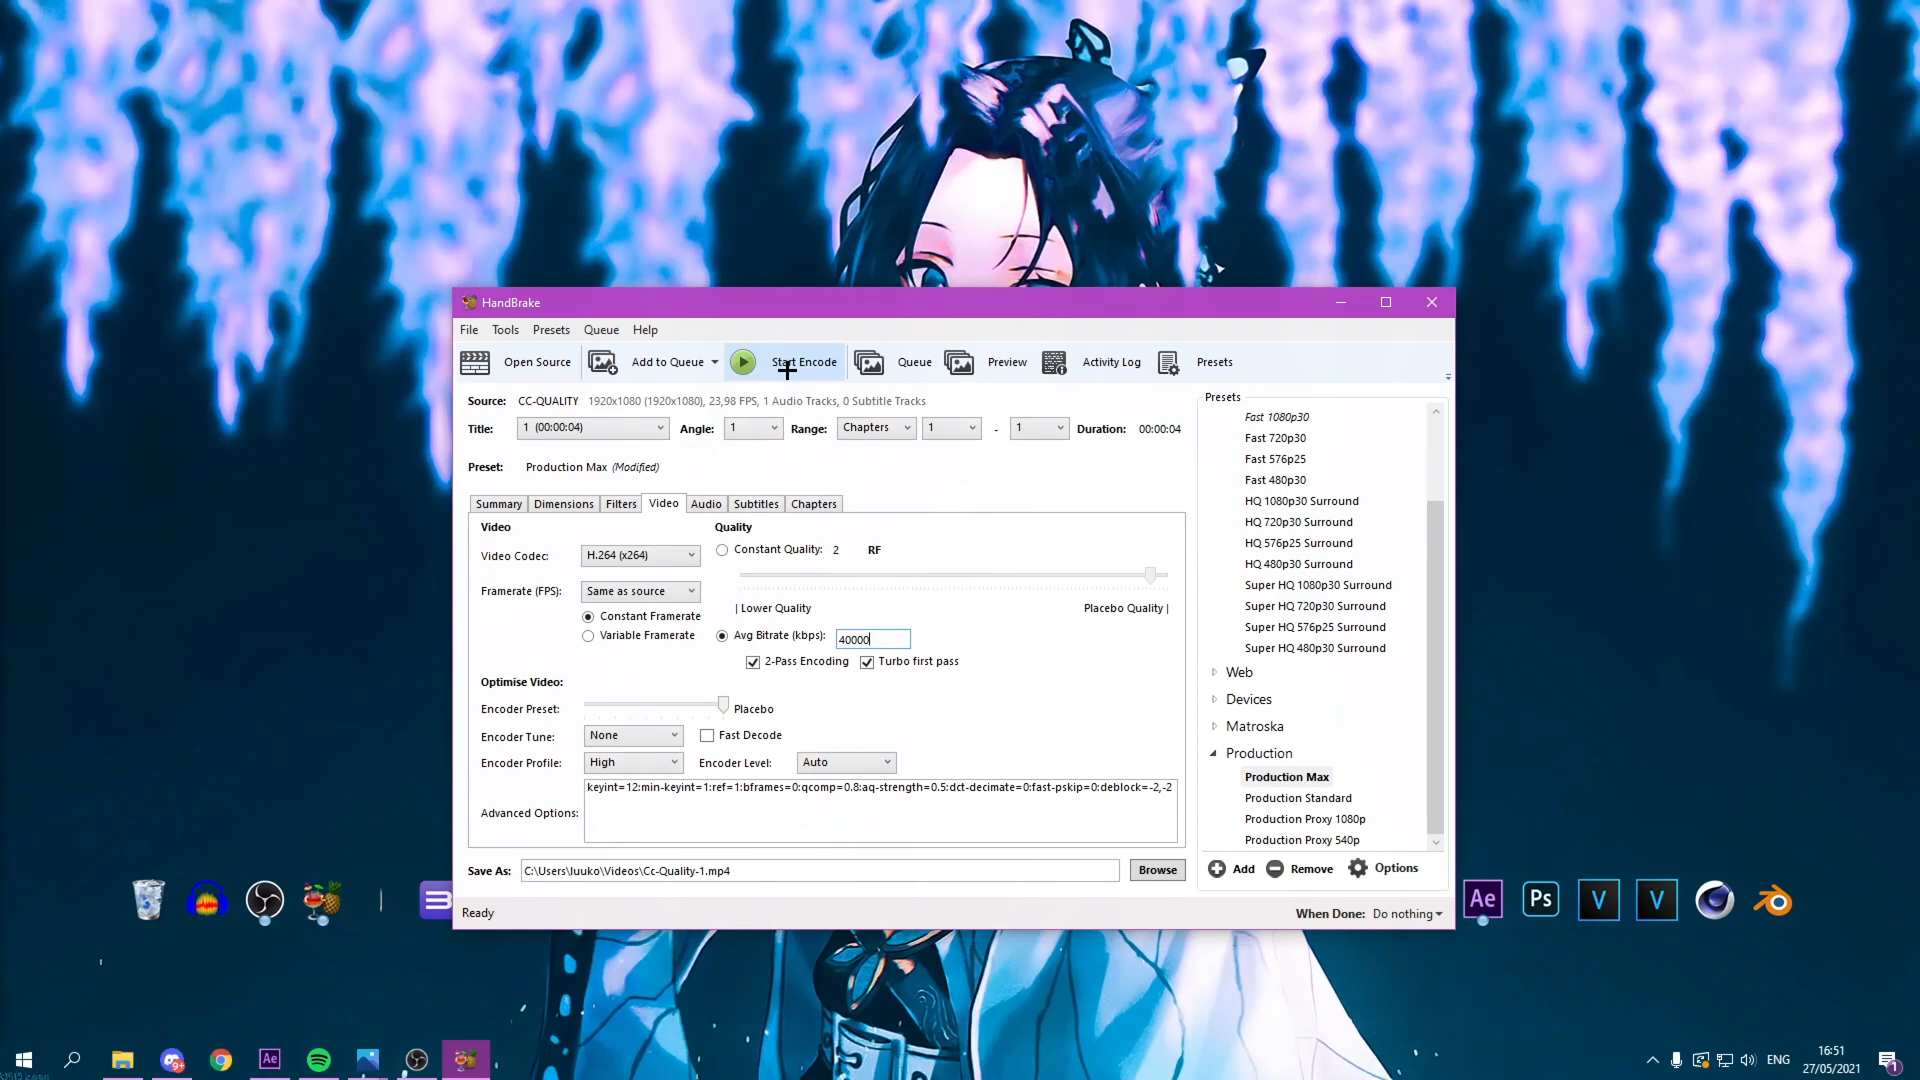 HandBrake
File Tools Presets Queue Help
Open Source Add to Queue Start Encode Queue Preview Activity Log Presets
Source: CC-QUALITY 1920x1080 (1920x1080), 23,98 FPS, 1 Audio Tracks, 0 Subtitle Tracks
Title: 1 (00:00:04) Angle: 1 Range: Chapters 1 - 1 Duration: 00:00:04
Preset: Production Max (Modified)
Summary Dimensions Filters Video Audio Subtitles Chapters
Video
Video Codec: H.264 (x264)
Framerate (FPS): Same as source
Constant Framerate
Variable Framerate
Quality
Constant Quality: 2 RF
| Lower Quality Placebo Quality |
Avg Bitrate (kbps): 40000
2-Pass Encoding Turbo first pass
Optimise Video:
Encoder Preset: Placebo
Encoder Tune: None Fast Decode
Encoder Profile: High Encoder Level: Auto
Advanced Options: keyint=12:min-keyint=1:ref=1:bframes=0:qcomp=0.8:aq-strength=0.5:dct-decimate=0:fast-pskip=0:deblock=-2,-2
Save As: C:\Users\Iuuko\Videos\Cc-Quality-1.mp4 Browse
Ready When Done: Do nothing
Presets
Fast 1080p30
Fast 720p30
Fast 576p25
Fast 480p30
HQ 1080p30 Surround
HQ 720p30 Surround
HQ 576p25 Surround
HQ 480p30 Surround
Super HQ 1080p30 Surround
Super HQ 720p30 Surround
Super HQ 576p25 Surround
Super HQ 480p30 Surround
Web
Devices
Matroska
Production
Production Max
Production Standard
Production Proxy 1080p
Production Proxy 540p
Add Remove Options
Ae Ps V V
Ae
9+
ENG
16:51
27/05/2021
1